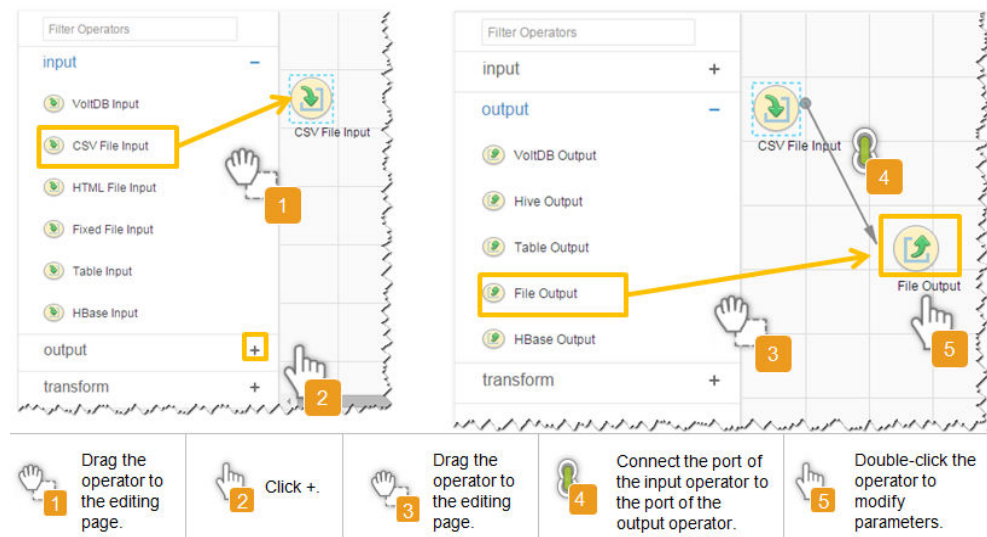 Filter Operators
input
−
VoltDB Input
CSV File Input
HTML File Input
Fixed File Input
Table Input
HBase Input
output
+
transform
+
CSV File Input
1
2
Filter Operators
input
+
output
−
VoltDB Output
Hive Output
Table Output
File Output
HBase Output
transform
+
CSV File Input
4
File Output
3
5
1
Drag the
operator to
the editing
page.
2
Click +.
3
Drag the
operator to
the editing
page.
4
Connect the port of
the input operator to
the port of the
output operator.
5
Double-click the
operator to
modify
parameters.